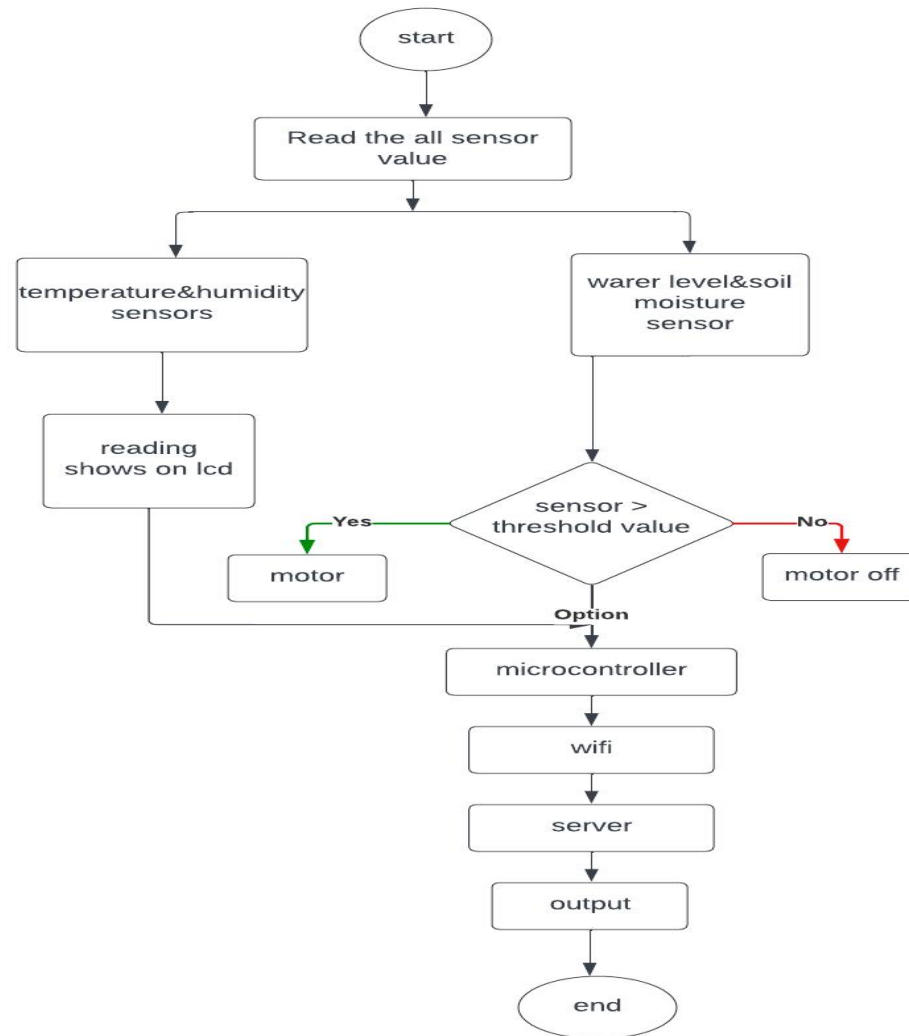 start
Read the all sensor
value
temperature&humidity
sensors
warer level&soil
moisture
sensor
reading
shows on lcd
sensor >
threshold value
Yes
No
motor
motor off
Option
microcontroller
wifi
server
output
end